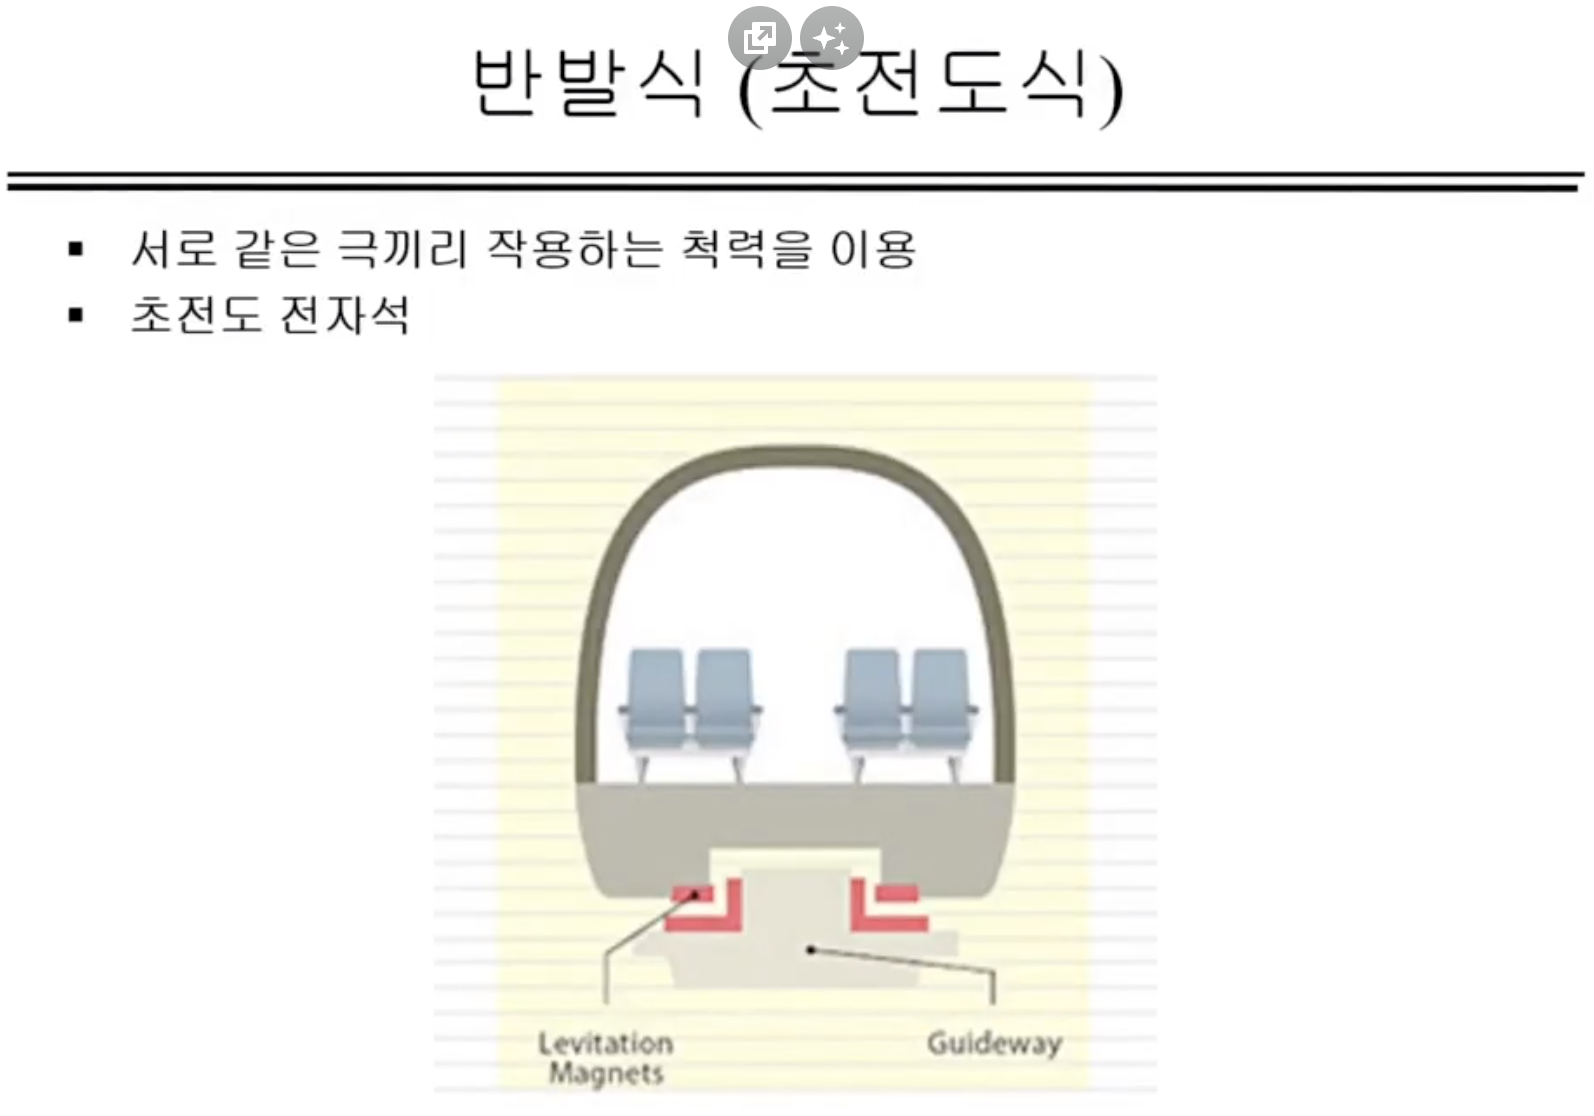 반발식 (초전도식)
▪ 서로 같은 극끼리 작용하는 척력을 이용
▪ 초전도 전자석
Levitation
Magnets
Guideway